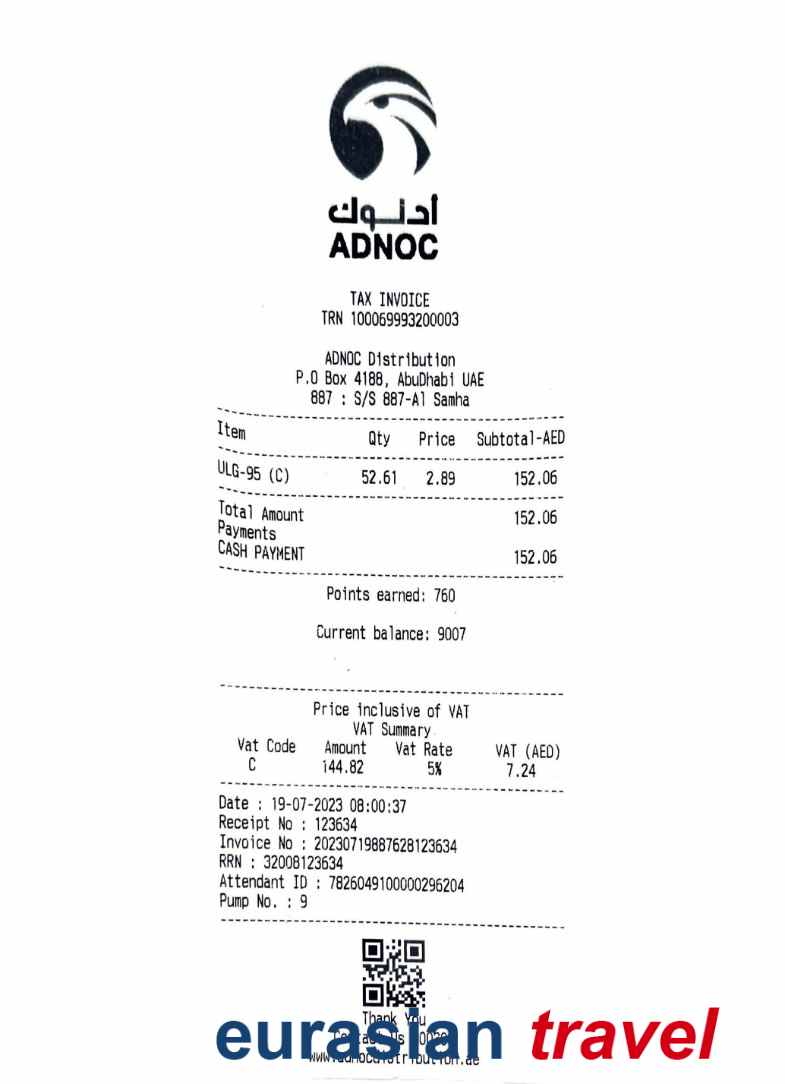 أدنوك
ADNOC
TAX INVOICE
TRN 100069993200003
ADNOC Distribution
P.O Box 4188, AbuDhabi UAE
887 : S/S 887-Al Samha
Item Qty Price Subtotal-AED
ULG-95 (C) 52.61 2.89 152.06
Total Amount 152.06
Payments
CASH PAYMENT 152.06
Points earned: 760
Current balance: 9007
Price inclusive of VAT
VAT Summary
Vat Code Amount Vat Rate VAT (AED)
C 144.82 5% 7.24
Date : 19-07-2023 08:00:37
Receipt No : 123634
Invoice No : 20230719887628123634
RRN : 32008123634
Attendant ID : 7826049100000296204
Pump No. : 9
Thank You
eurasian travel
www.adnocdistribution.ae